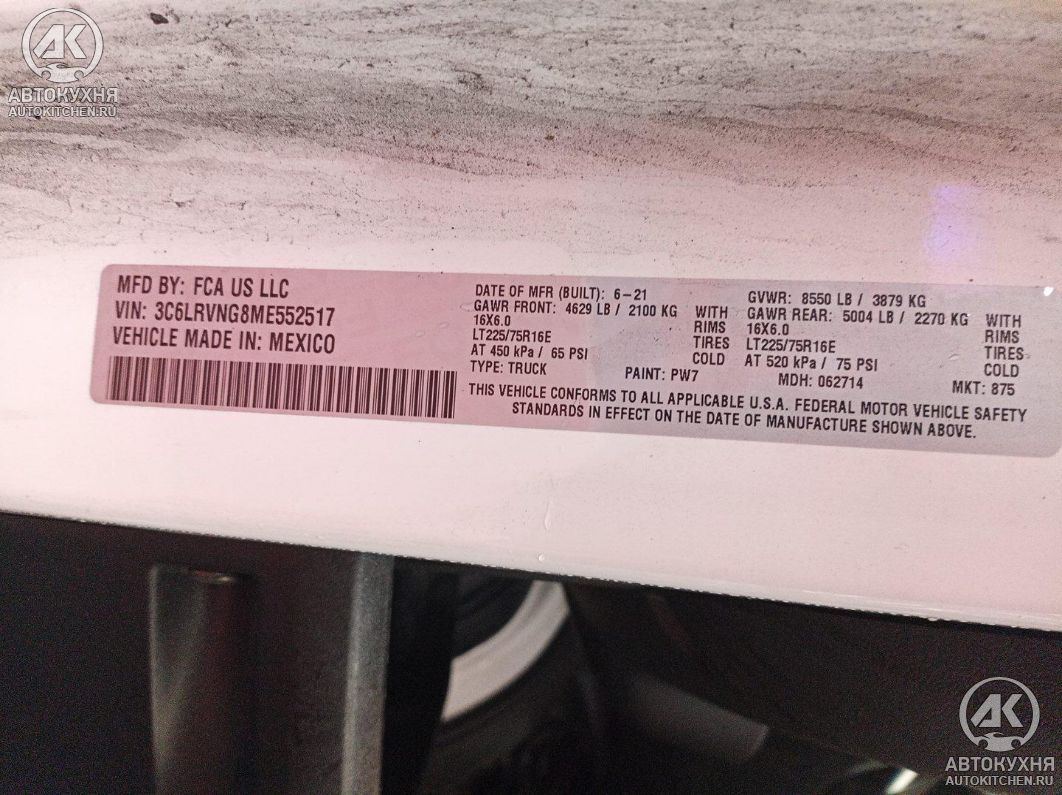 АК
АВТОКУХНЯ
AUTOKITCHEN.RU
MFD BY: FCA US LLC
VIN: 3C6LRVNG8ME552517
VEHICLE MADE IN: MEXICO
DATE OF MFR (BUILT): 6-21
GAWR FRONT: 4629 LB / 2100 KG
16X6.0
LT225/75R16E
AT 450 kPa / 65 PSI
TYPE: TRUCK
WITH
RIMS
TIRES
COLD
PAINT: PW7
GVWR: 8550 LB / 3879 KG
GAWR REAR: 5004 LB / 2270 KG
16X6.0
LT225/75R16E
AT 520 kPa / 75 PSI
MDH: 062714
WITH
RIMS
TIRES
COLD
MKT: 875
THIS VEHICLE CONFORMS TO ALL APPLICABLE U.S.A. FEDERAL MOTOR VEHICLE SAFETY
STANDARDS IN EFFECT ON THE DATE OF MANUFACTURE SHOWN ABOVE.
АК
АВТОКУХНЯ
AUTOKITCHEN.RU